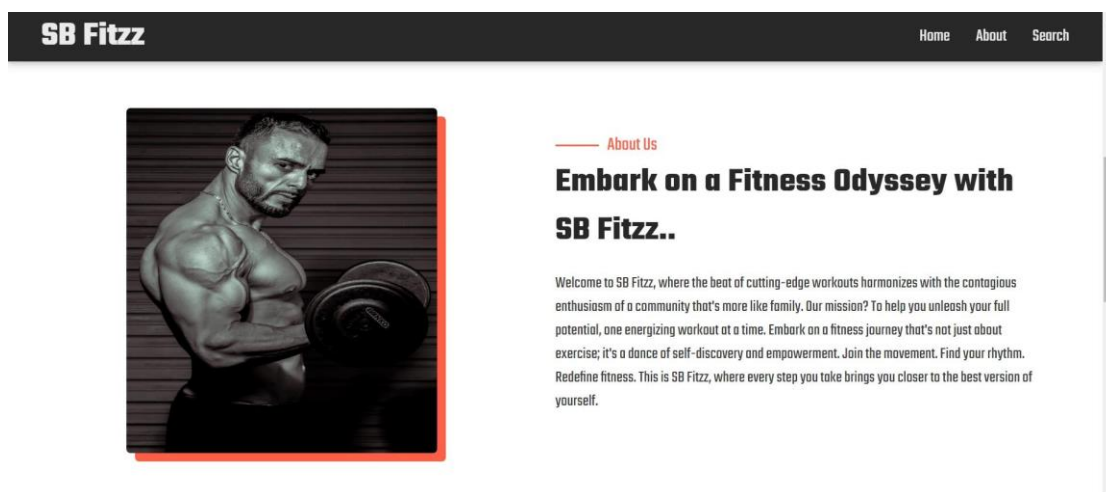 SB Fitzz
Home About Search
About Us
Embark on a Fitness Odyssey with
SB Fitzz..
Welcome to SB Fitzz, where the beat of cutting-edge workouts harmonizes with the contagious
enthusiasm of a community that's more like family. Our mission? To help you unleash your full
potential, one energizing workout at a time. Embark on a fitness journey that's not just about
exercise; it's a dance of self-discovery and empowerment. Join the movement. Find your rhythm.
Redefine fitness. This is SB Fitzz, where every step you take brings you closer to the best version of
yourself.